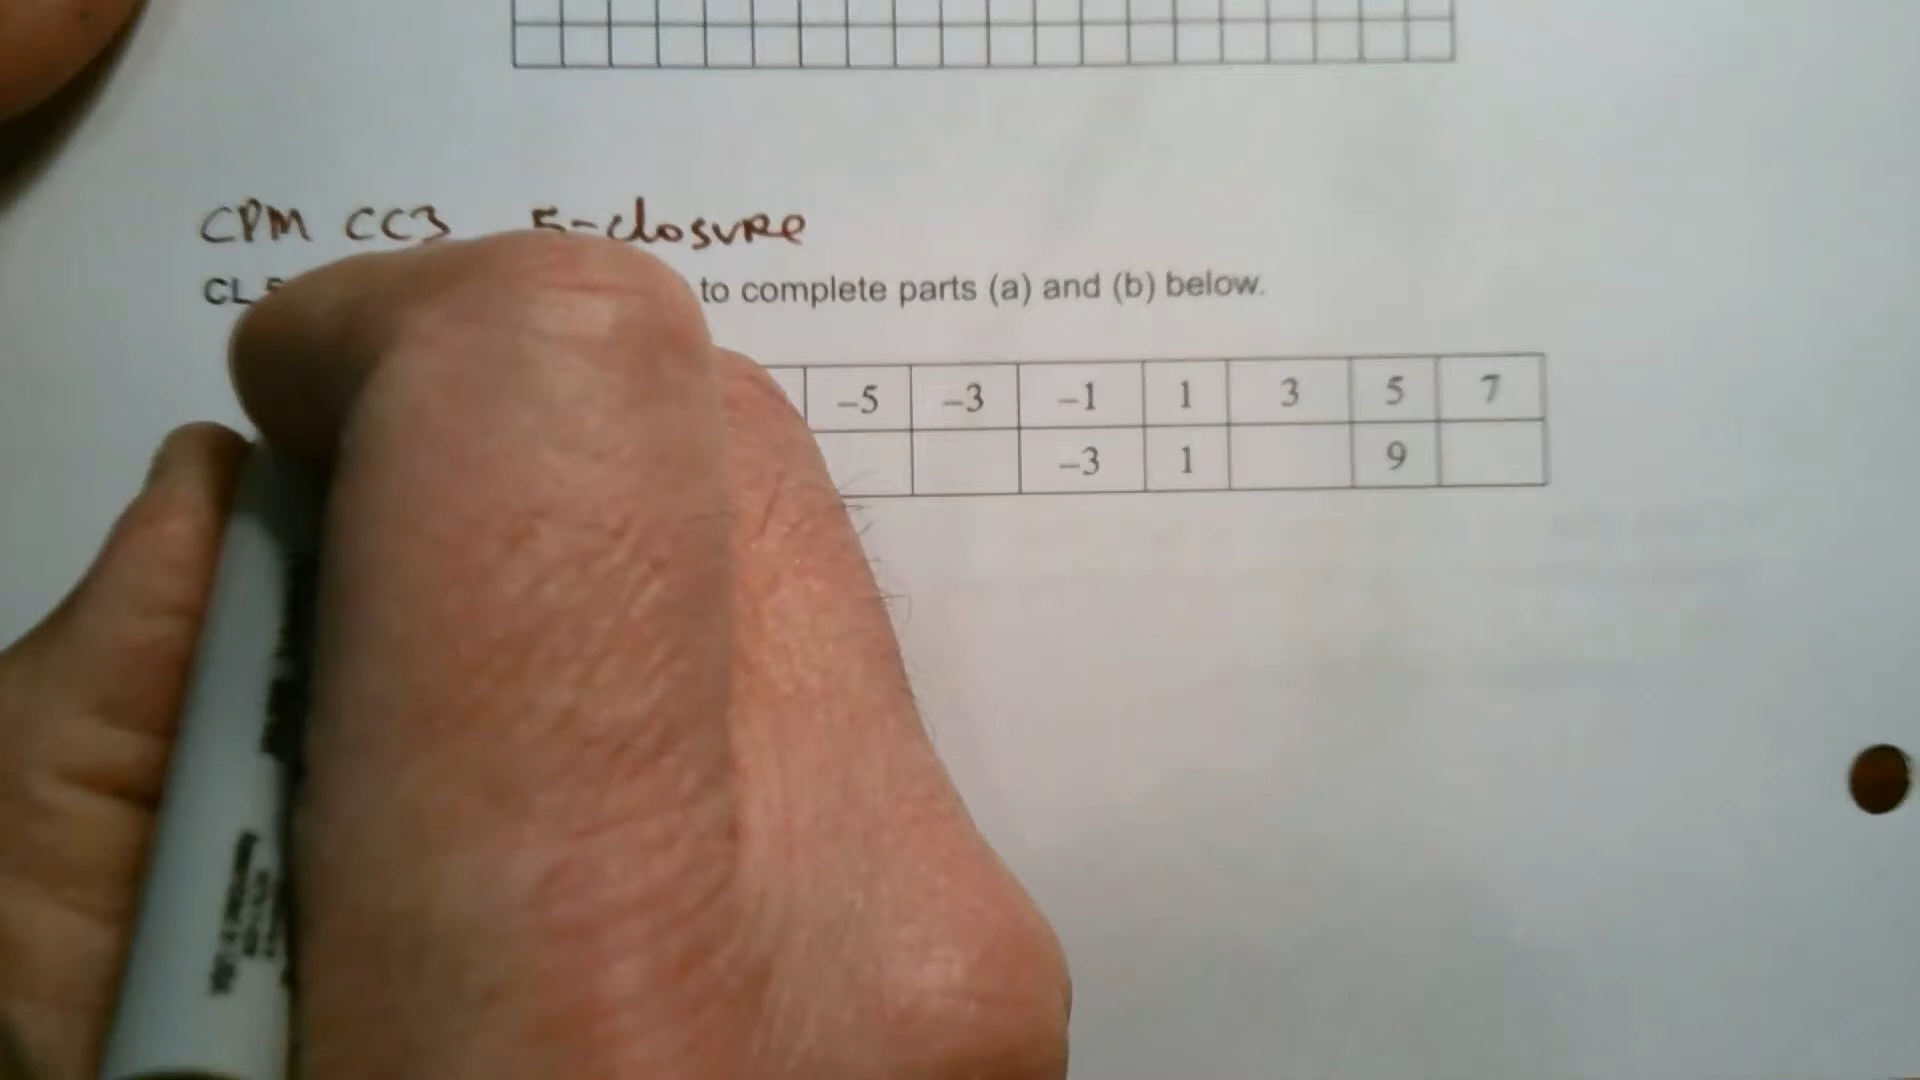 CPM CC3 5-closure
CL to complete parts (a) and (b) below.
-5 -3 -1 1 3 5 7
-3 1 9